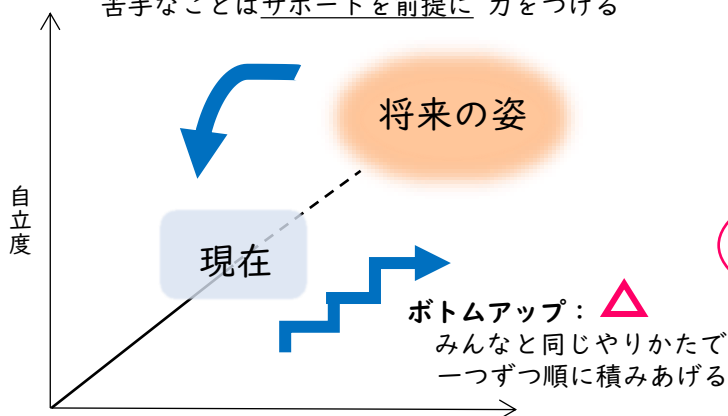 苦手なことはサポートを前提に 力をつける
将来の姿
自立度
現在
ボトムアップ：
みんなと同じやりかたで
一つずつ順に積みあげる